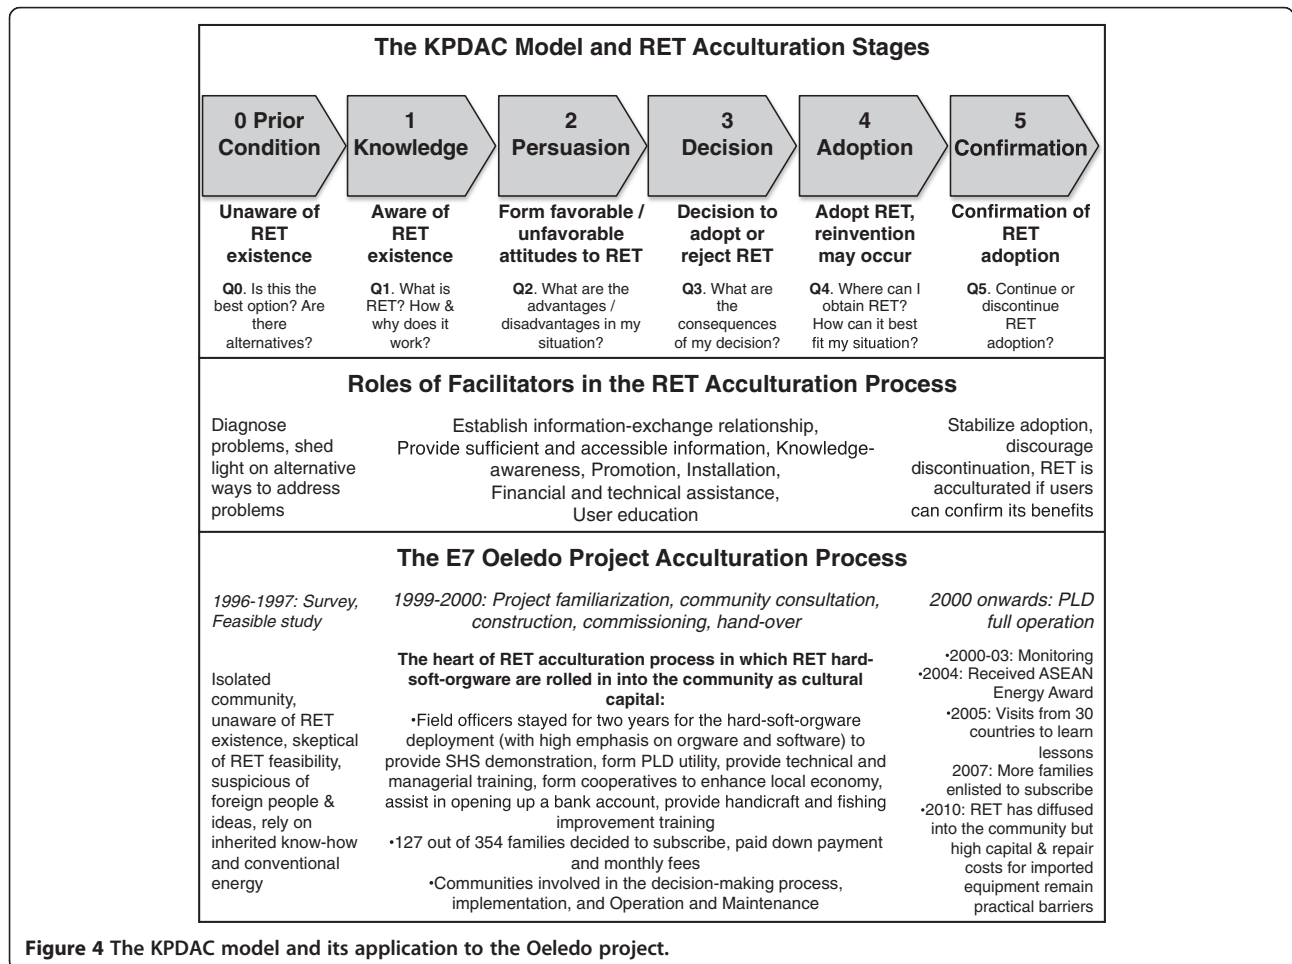 The KPDAC Model and RET Acculturation Stages
0 Prior
Condition
1
Knowledge
2
Persuasion
3
Decision
4
Adoption
5
Confirmation
Unaware of
RET
existence
Aware of
RET
existence
Form favorable /
unfavorable
attitudes to RET
Decision to
adopt or
reject RET
Adopt RET,
reinvention
may occur
Confirmation of
RET
adoption
Q0. Is this the
best option? Are
there
alternatives?
Q1. What is
RET? How &
why does it
work?
Q2. What are the
advantages /
disadvantages in my
situation?
Q3. What are
the
consequences
of my decision?
Q4. Where can I
obtain RET?
How can it best
fit my situation?
Q5. Continue or
discontinue
RET
adoption?
Roles of Facilitators in the RET Acculturation Process
Diagnose
problems, shed
light on alternative
ways to address
problems
Establish information-exchange relationship,
Provide sufficient and accessible information, Knowledge-
awareness, Promotion, Installation,
Financial and technical assistance,
User education
Stabilize adoption,
discourage
discontinuation, RET is
acculturated if users
can confirm its benefits
The E7 Oeledo Project Acculturation Process
1996-1997: Survey,
Feasible study
1999-2000: Project familiarization, community consultation,
construction, commissioning, hand-over
2000 onwards: PLD
full operation
Isolated
community,
unaware of RET
existence, skeptical
of RET feasibility,
suspicious of
foreign people &
ideas, rely on
inherited know-how
and conventional
energy
The heart of RET acculturation process in which RET hard-
soft-orgware are rolled in into the community as cultural
capital:
•Field officers stayed for two years for the hard-soft-orgware
deployment (with high emphasis on orgware and software) to
provide SHS demonstration, form PLD utility, provide technical and
managerial training, form cooperatives to enhance local economy,
assist in opening up a bank account, provide handicraft and fishing
improvement training
•127 out of 354 families decided to subscribe, paid down payment
and monthly fees
•Communities involved in the decision-making process,
implementation, and Operation and Maintenance
•2000-03: Monitoring
•2004: Received ASEAN
Energy Award
•2005: Visits from 30
countries to learn
lessons
2007: More families
enlisted to subscribe
•2010: RET has diffused
into the community but
high capital & repair
costs for imported
equipment remain
practical barriers
Figure 4 The KPDAC model and its application to the Oeledo project.